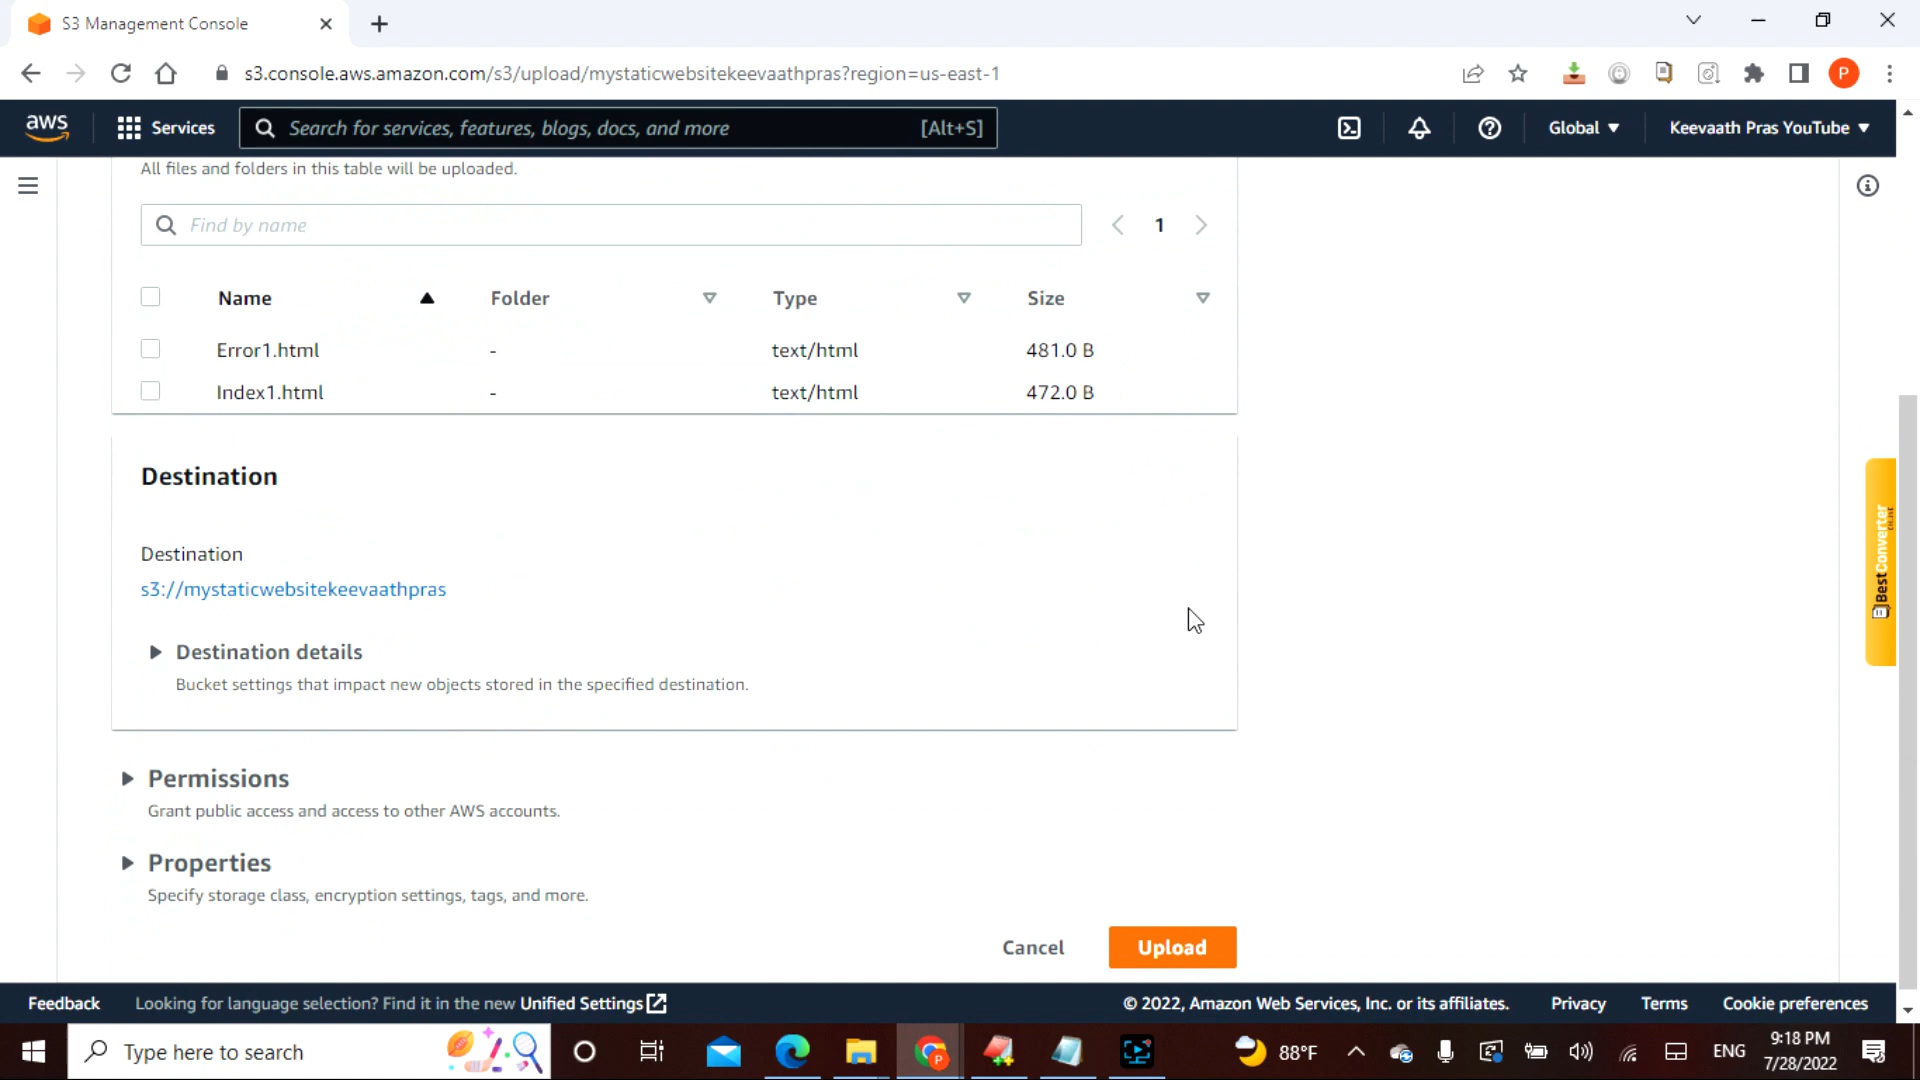 S3 Management Console
s3.console.aws.amazon.com/s3/upload/mystaticwebsitekeevaathpras?region=us-east-1
P
aws
Services
Search for services, features, blogs, docs, and more
[Alt+S]
Global
Keevaath Pras YouTube
All files and folders in this table will be uploaded.
Find by name
1
Name Folder Type Size
Error1.html - text/html 481.0 B
Index1.html - text/html 472.0 B
Destination
Destination
s3://mystaticwebsitekeevaathpras
Destination details
Bucket settings that impact new objects stored in the specified destination.
Permissions
Grant public access and access to other AWS accounts.
Properties
Specify storage class, encryption settings, tags, and more.
Cancel Upload
BestConverter
Feedback Looking for language selection? Find it in the new Unified Settings © 2022, Amazon Web Services, Inc. or its affiliates. Privacy Terms Cookie preferences
Type here to search
88°F
ENG
9:18 PM
7/28/2022